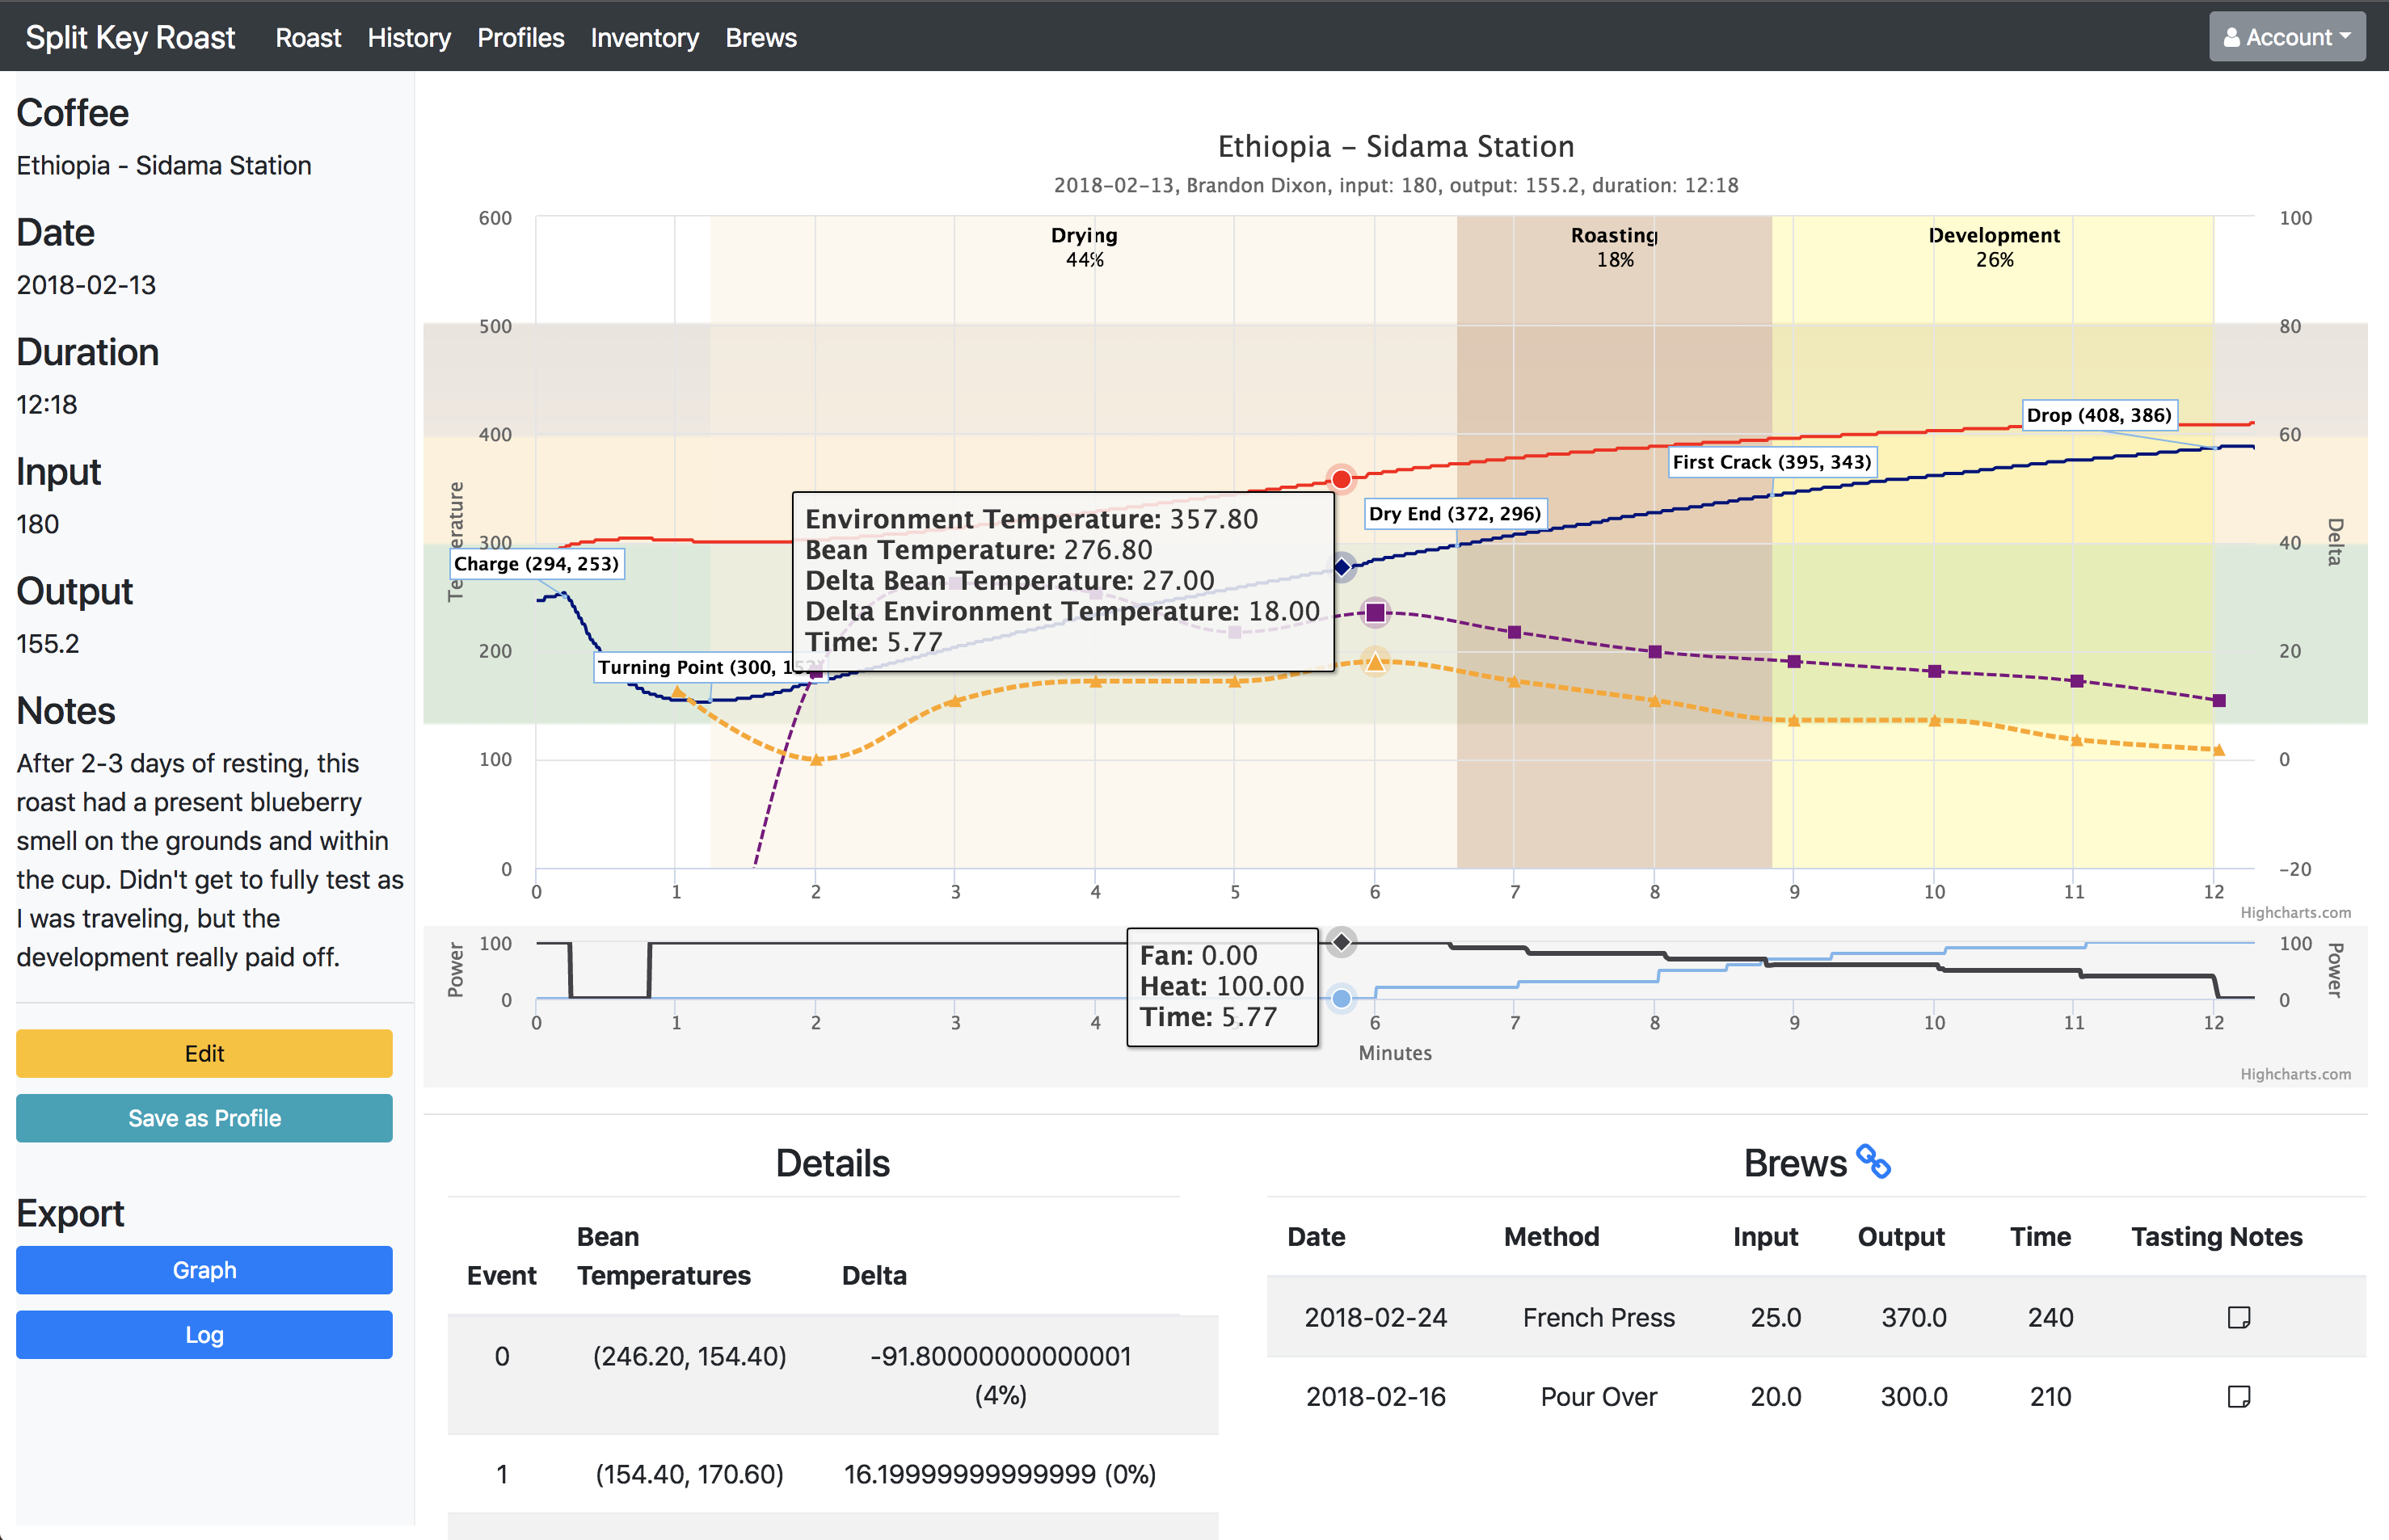 Split Key Roast Roast History Profiles Inventory Brews Account
Coffee
Ethiopia - Sidama Station
Date
2018-02-13
Duration
12:18
Input
180
Output
155.2
Notes
After 2-3 days of resting, this
roast had a present blueberry
smell on the grounds and within
the cup. Didn't get to fully test as
I was traveling, but the
development really paid off.
Edit
Save as Profile
Export
Graph
Log
Ethiopia – Sidama Station
2018-02-13, Brandon Dixon, input: 180, output: 155.2, duration: 12:18
Drying
44%
Roasting
18%
Development
26%
600
500
400
300
200
100
0
Temperature
100
80
60
40
20
0
-20
Delta
Charge (294, 253)
Turning Point (300, 
Dry End (372, 296)
First Crack (395, 343)
Drop (408, 386)
Environment Temperature: 357.80
Bean Temperature: 276.80
Delta Bean Temperature: 27.00
Delta Environment Temperature: 18.00
Time: 5.77
0 1 2 3 4 5 6 7 8 9 10 11 12
Highcharts.com
Power
100
0
100
0
Power
Fan: 0.00
Heat: 100.00
Time: 5.77
0 1 2 3 4 6 7 8 9 10 11 12
Minutes
Highcharts.com
Details
Event Bean Temperatures Delta
0 (246.20, 154.40) -91.80000000000001
(4%)
1 (154.40, 170.60) 16.19999999999999 (0%)
Brews
Date Method Input Output Time Tasting Notes
2018-02-24 French Press 25.0 370.0 240
2018-02-16 Pour Over 20.0 300.0 210